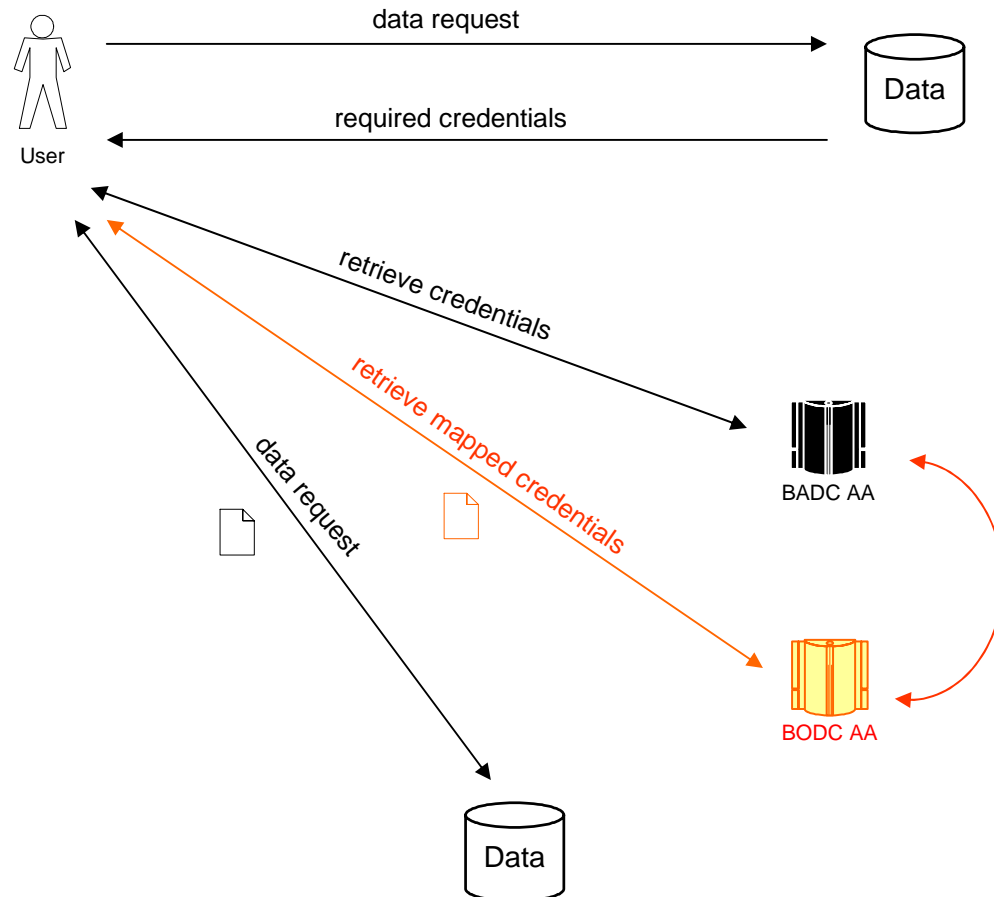 data request
Data
required credentials
User
retrieve credentials
retrieve mapped credentials
data request
BADC AA
BODC AA
Data